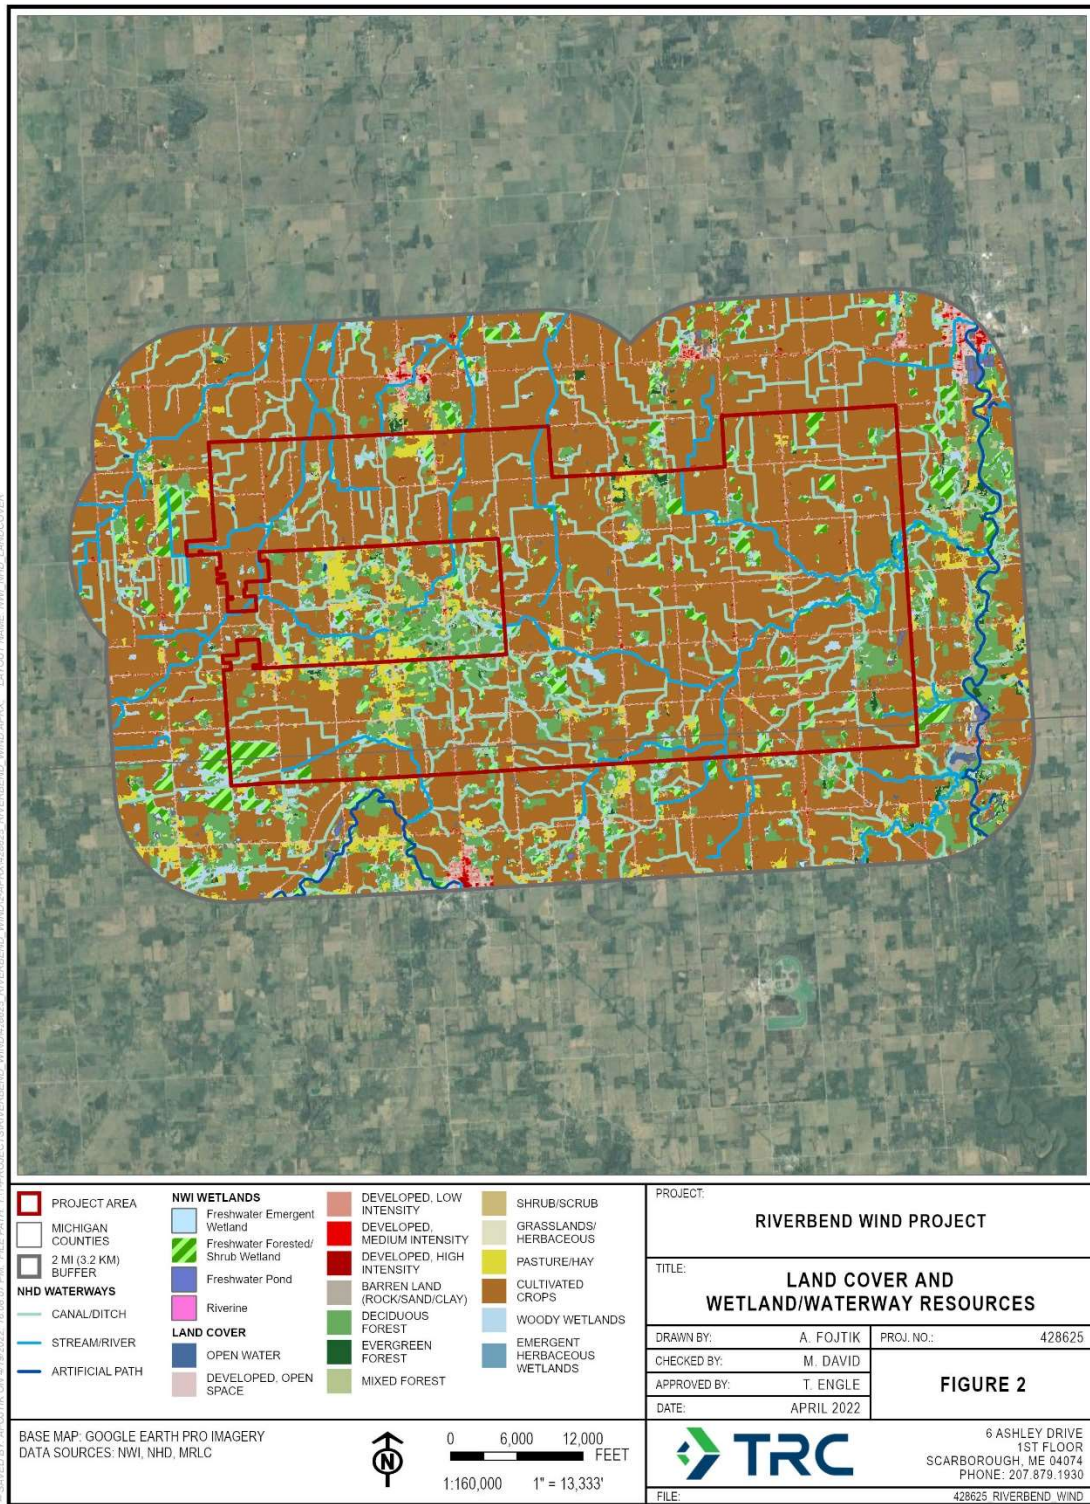 PROJECT AREA
MICHIGAN
COUNTIES
2 MI (3.2 KM)
BUFFER
NHD WATERWAYS
CANAL/DITCH
STREAM/RIVER
ARTIFICIAL PATH
NWI WETLANDS
Freshwater Emergent
Wetland
Freshwater Forested/
Shrub Wetland
Freshwater Pond
Riverine
LAND COVER
OPEN WATER
DEVELOPED, OPEN
SPACE
DEVELOPED, LOW
INTENSITY
DEVELOPED,
MEDIUM INTENSITY
DEVELOPED, HIGH
INTENSITY
BARREN LAND
(ROCK/SAND/CLAY)
DECIDUOUS
FOREST
EVERGREEN
FOREST
MIXED FOREST
SHRUB/SCRUB
GRASSLANDS/
HERBACEOUS
PASTURE/HAY
CULTIVATED
CROPS
WOODY WETLANDS
EMERGENT
HERBACEOUS
WETLANDS
PROJECT:
RIVERBEND WIND PROJECT
TITLE:
LAND COVER AND
WETLAND/WATERWAY RESOURCES
DRAWN BY: A. FOJTIK PROJ. NO.: 428625
CHECKED BY: M. DAVID
APPROVED BY: T. ENGLE
DATE: APRIL 2022
FIGURE 2
BASE MAP: GOOGLE EARTH PRO IMAGERY
DATA SOURCES: NWI, NHD, MRLC
N
0 6,000 12,000
FEET
1:160,000 1" = 13,333'
TRC
6 ASHLEY DRIVE
1ST FLOOR
SCARBOROUGH, ME 04074
PHONE: 207.879.1930
FILE: 428625_RIVERBEND_WIND